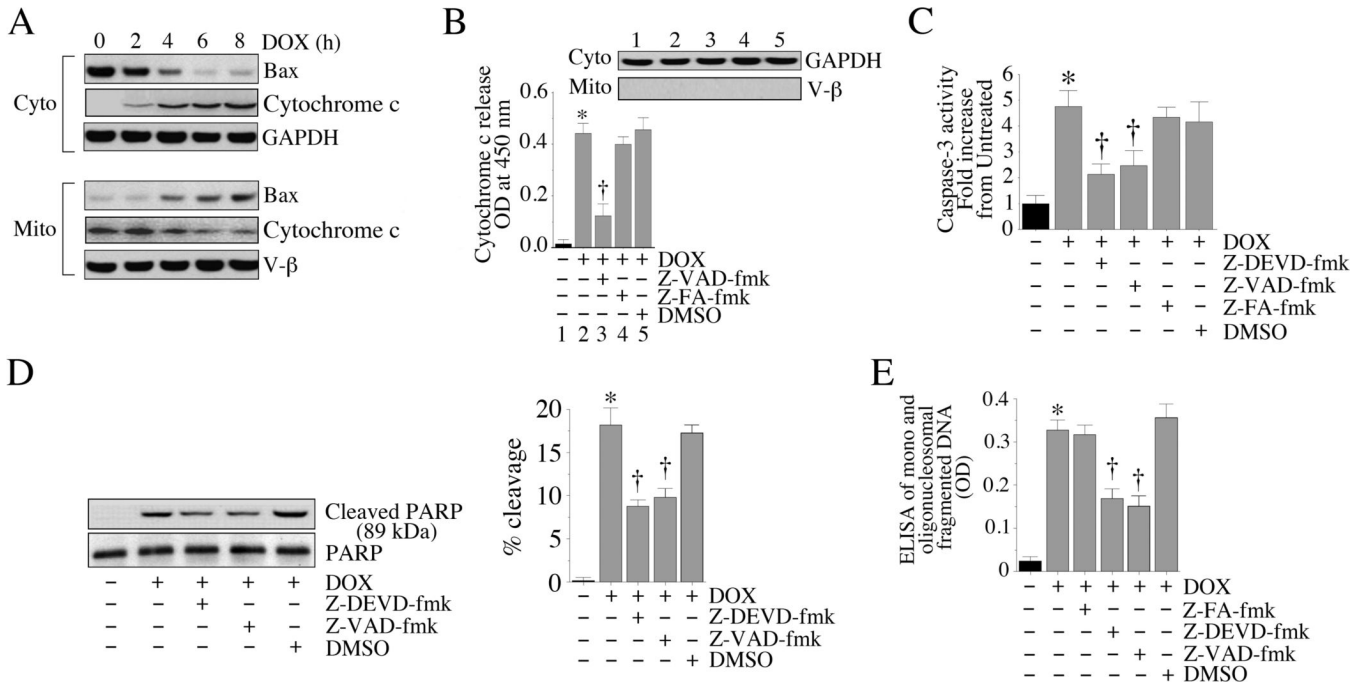 A
0 2 4 6 8 DOX (h)
Cyto
Bax
Cytochrome c
GAPDH
Mito
Bax
Cytochrome c
V-β
B
1 2 3 4 5
Cyto GAPDH
Mito V-β
Cytochrome c release
OD at 450 nm
0.6
0.4
0.2
0.0
*
†
– + + + + DOX
– – + – – Z-VAD-fmk
– – – + – Z-FA-fmk
– – – – + DMSO
1 2 3 4 5
C
Caspase-3 activity
Fold increase
from Untreated
6
5
4
3
2
1
0
*
†
†
– + + + + + DOX
– – + – – – Z-DEVD-fmk
– – – + – – Z-VAD-fmk
– – – – + – Z-FA-fmk
– – – – – + DMSO
D
Cleaved PARP
(89 kDa)
PARP
– + + + + DOX
– – + – – Z-DEVD-fmk
– – – + – Z-VAD-fmk
– – – – + DMSO
% cleavage
20
15
10
5
0
*
†
†
– + + + + DOX
– – + – – Z-DEVD-fmk
– – – + – Z-VAD-fmk
– – – – + DMSO
E
ELISA of mono and
oligonucleosomal
fragmented DNA
(OD)
0.4
0.3
0.2
0.1
0
*
†
†
– + + + + + DOX
– – + – – – Z-FA-fmk
– – – + – – Z-DEVD-fmk
– – – – + – Z-VAD-fmk
– – – – – + DMSO